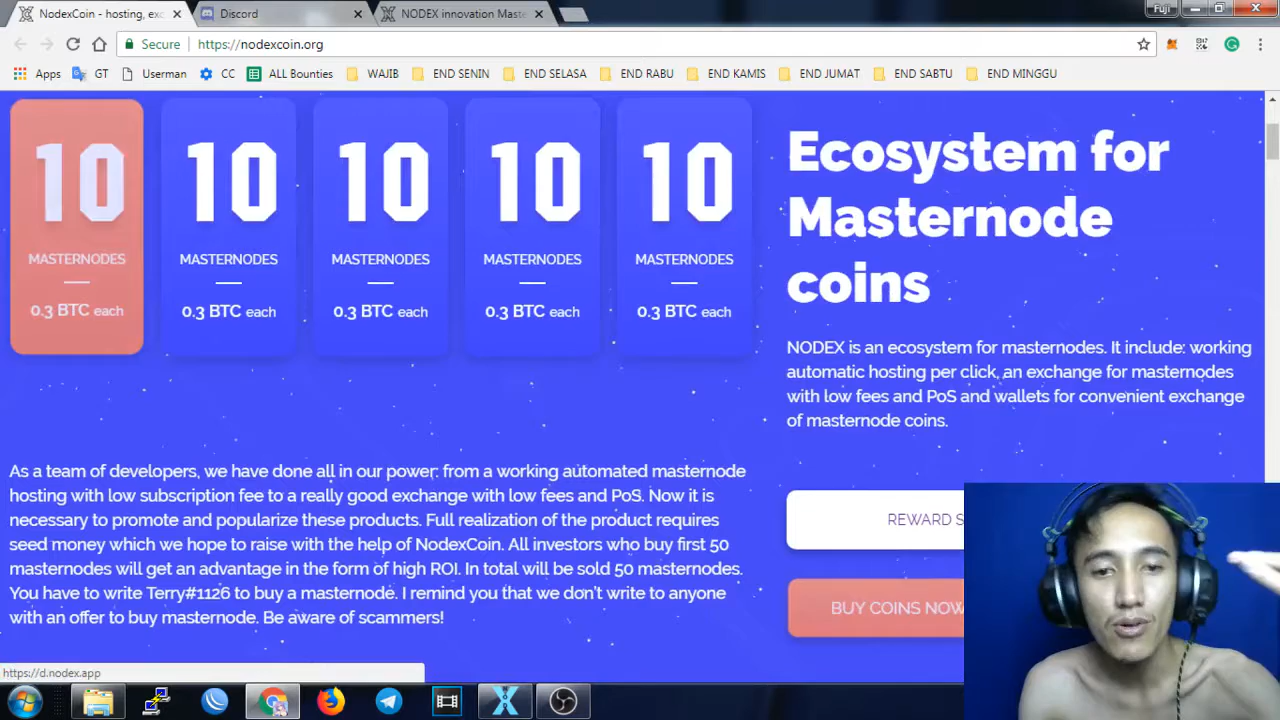 NodexCoin - hosting, exc
Discord
NODEX innovation Maste
Fuji
Secure
https://nodexcoin.org
Apps
GT
Userman
CC
ALL Bounties
WAJIB
END SENIN
END SELASA
END RABU
END KAMIS
END JUMAT
END SABTU
END MINGGU
10
MASTERNODES
0.3 BTC each
10
MASTERNODES
0.3 BTC each
10
MASTERNODES
0.3 BTC each
10
MASTERNODES
0.3 BTC each
10
MASTERNODES
0.3 BTC each
As a team of developers, we have done all in our power: from a working automated masternode
hosting with low subscription fee to a really good exchange with low fees and PoS. Now it is
necessary to promote and popularize these products. Full realization of the product requires
seed money which we hope to raise with the help of NodexCoin. All investors who buy first 50
masternodes will get an advantage in the form of high ROI. In total will be sold 50 masternodes.
You have to write Terry#1126 to buy a masternode. I remind you that we don't write to anyone
with an offer to buy masternode. Be aware of scammers!
Ecosystem for
Masternode
coins
NODEX is an ecosystem for masternodes. It include: working
automatic hosting per click, an exchange for masternodes
with low fees and PoS and wallets for convenient exchange
of masternode coins.
REWARD S
BUY COINS NOW
https://d.nodex.app